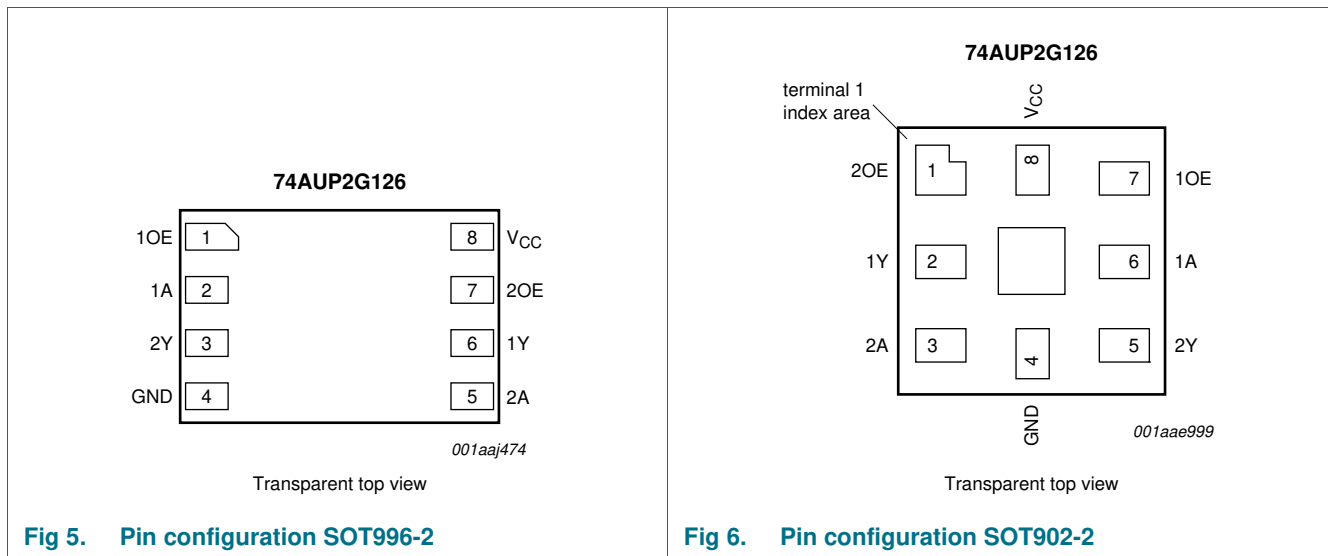 74AUP2G126
1OE 1 8 VCC
1A 2 7 2OE
2Y 3 6 1Y
GND 4 5 2A
001aaj474
Transparent top view
Fig 5. Pin configuration SOT996-2
74AUP2G126
terminal 1
index area
VCC
2OE 1 8 7 1OE
1Y 2 6 1A
2A 3 4 5 2Y
GND
001aae999
Transparent top view
Fig 6. Pin configuration SOT902-2